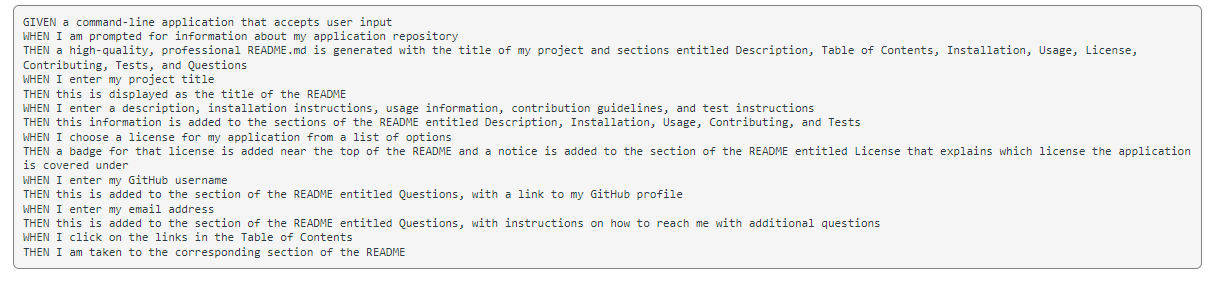 GIVEN a command-line application that accepts user input
WHEN I am prompted for information about my application repository
THEN a high-quality, professional README.md is generated with the title of my project and sections entitled Description, Table of Contents, Installation, Usage, License,
Contributing, Tests, and Questions
WHEN I enter my project title
THEN this is displayed as the title of the README
WHEN I enter a description, installation instructions, usage information, contribution guidelines, and test instructions
THEN this information is added to the sections of the README entitled Description, Installation, Usage, Contributing, and Tests
WHEN I choose a license for my application from a list of options
THEN a badge for that license is added near the top of the README and a notice is added to the section of the README entitled License that explains which license the application
is covered under
WHEN I enter my GitHub username
THEN this is added to the section of the README entitled Questions, with a link to my GitHub profile
WHEN I enter my email address
THEN this is added to the section of the README entitled Questions, with instructions on how to reach me with additional questions
WHEN I click on the links in the Table of Contents
THEN I am taken to the corresponding section of the README